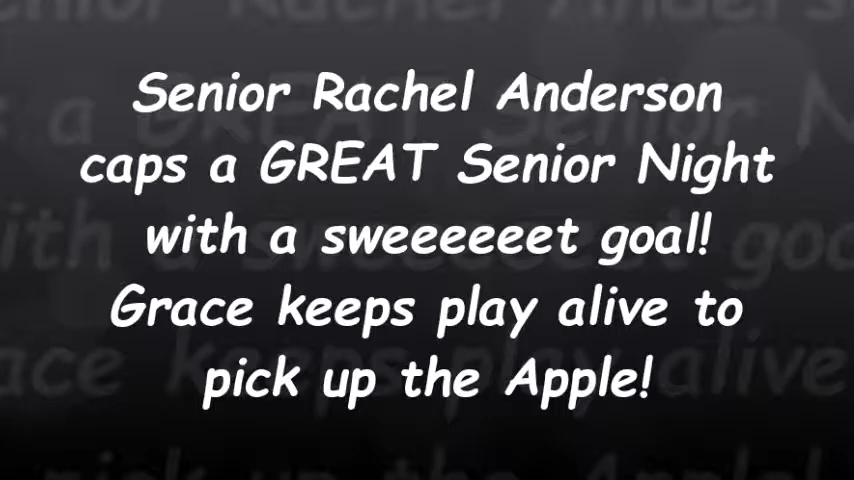 Senior Rachel Anderson
caps a GREAT Senior Night
with a sweeeeeet goal!
Grace keeps play alive to
pick up the Apple!